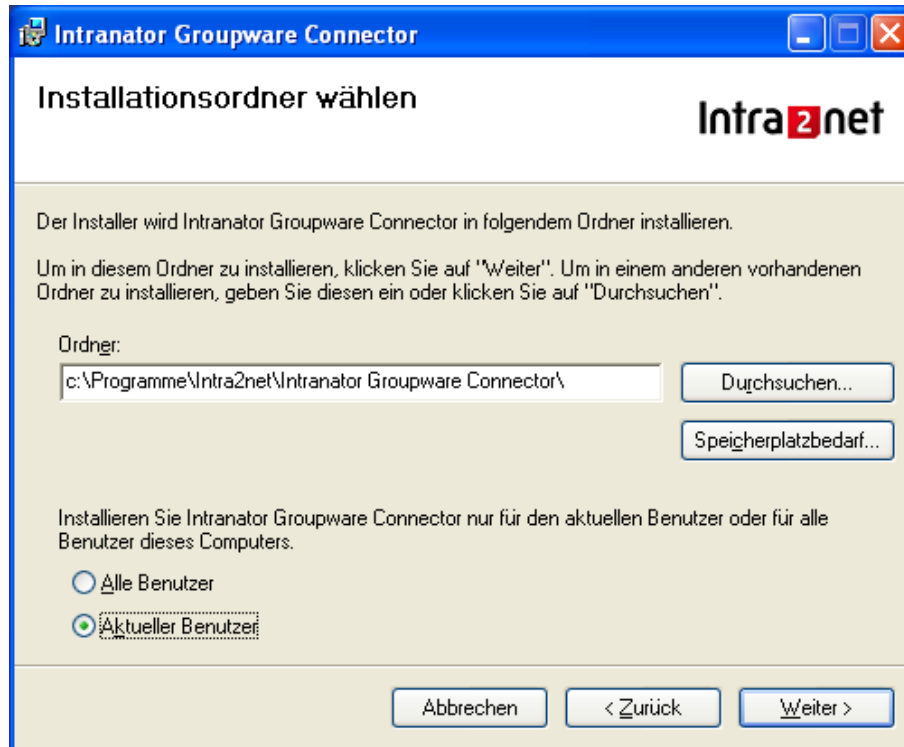 Intranator Groupware Connector
Installationsordner wählen
Intra2net
Der Installer wird Intranator Groupware Connector in folgendem Ordner installieren.
Um in diesem Ordner zu installieren, klicken Sie auf "Weiter". Um in einem anderen vorhandenen
Ordner zu installieren, geben Sie diesen ein oder klicken Sie auf "Durchsuchen".
Ordner:
c:\Programme\Intra2net\Intranator Groupware Connector\
Durchsuchen...
Speicherplatzbedarf...
Installieren Sie Intranator Groupware Connector nur für den aktuellen Benutzer oder für alle
Benutzer dieses Computers.
Alle Benutzer
Aktueller Benutzer
Abbrechen
< Zurück
Weiter >